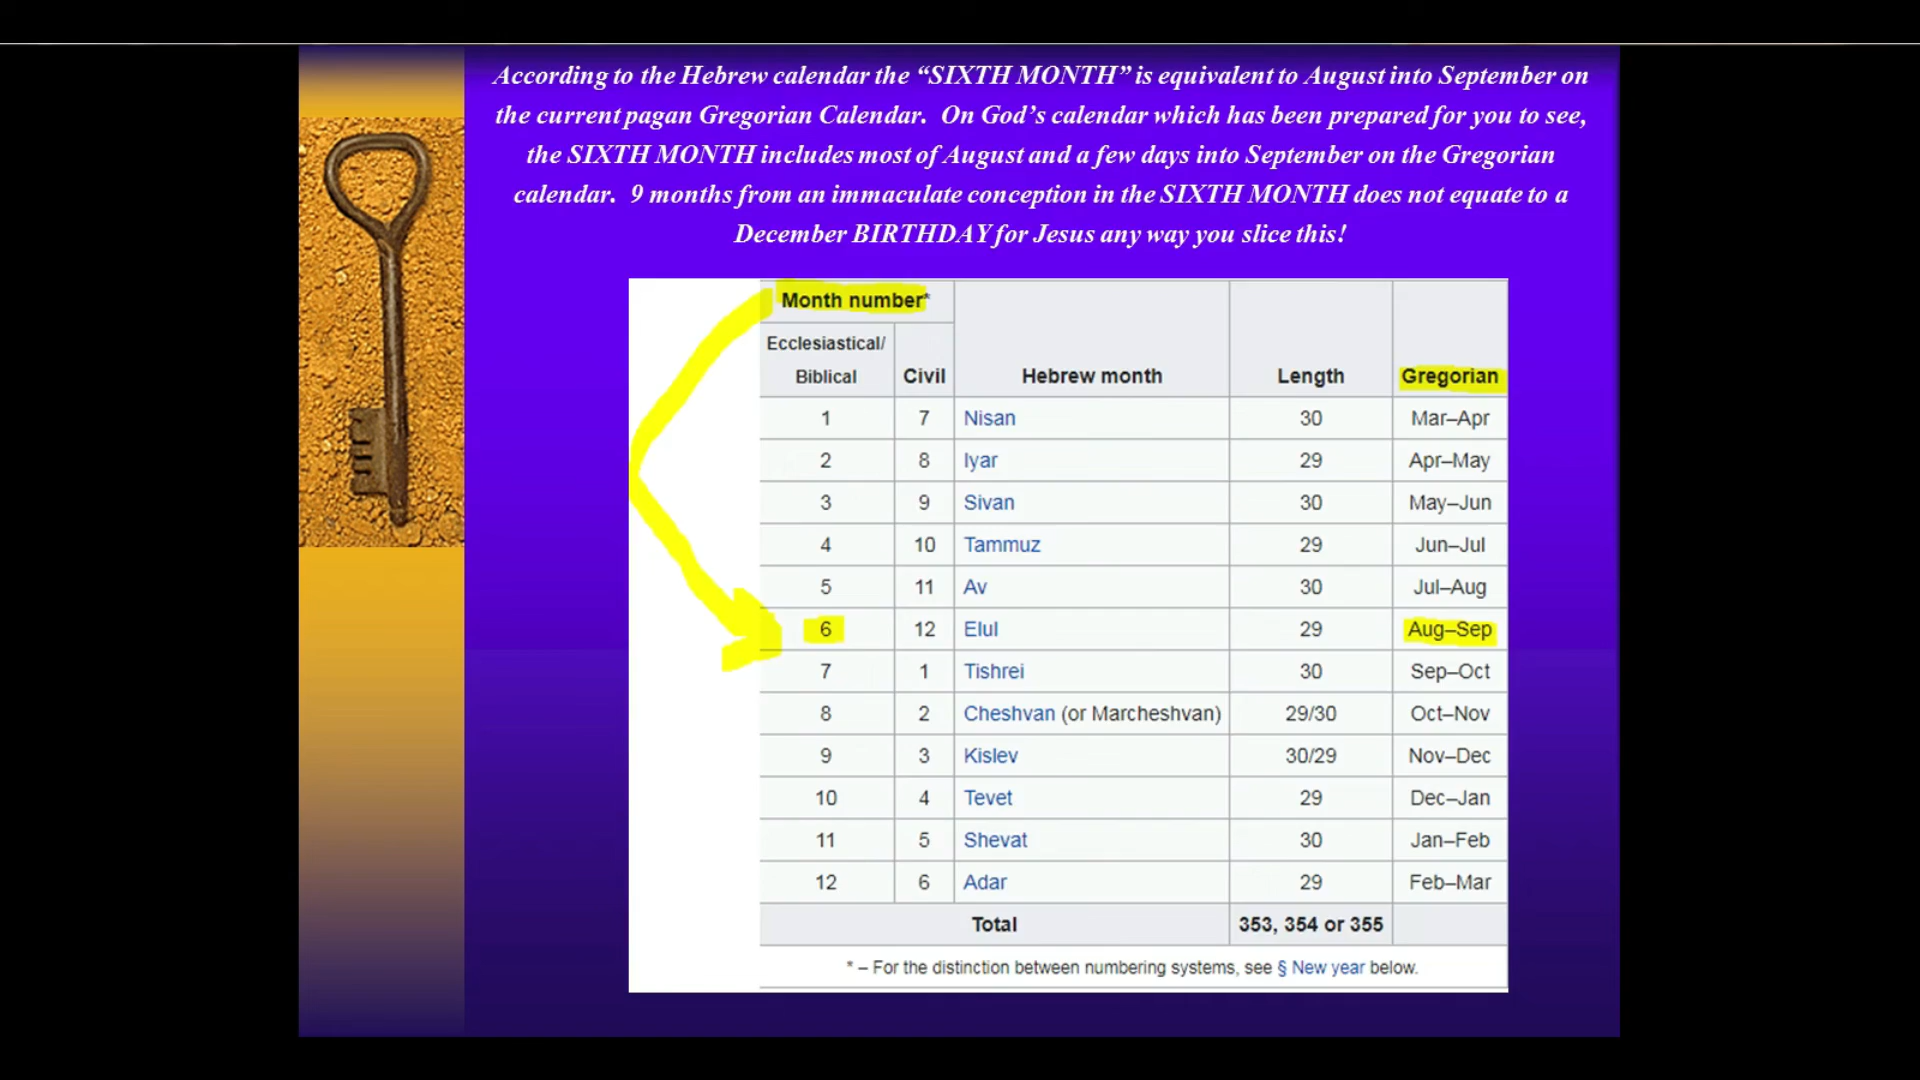 According to the Hebrew calendar the “SIXTH MONTH” is equivalent to August into September on
the current pagan Gregorian Calendar. On God’s calendar which has been prepared for you to see,
the SIXTH MONTH includes most of August and a few days into September on the Gregorian
calendar. 9 months from an immaculate conception in the SIXTH MONTH does not equate to a
December BIRTHDAY for Jesus any way you slice this!
Month number*
Ecclesiastical/
Biblical Civil Hebrew month Length Gregorian
1 7 Nisan 30 Mar–Apr
2 8 Iyar 29 Apr–May
3 9 Sivan 30 May–Jun
4 10 Tammuz 29 Jun–Jul
5 11 Av 30 Jul–Aug
6 12 Elul 29 Aug–Sep
7 1 Tishrei 30 Sep–Oct
8 2 Cheshvan (or Marcheshvan) 29/30 Oct–Nov
9 3 Kislev 30/29 Nov–Dec
10 4 Tevet 29 Dec–Jan
11 5 Shevat 30 Jan–Feb
12 6 Adar 29 Feb–Mar
Total 353, 354 or 355
* – For the distinction between numbering systems, see § New year below.